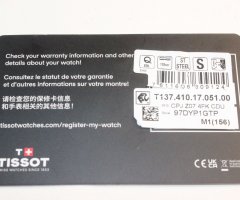 Check your warranty information and other
details about your watch!
Consultez le statut de votre garantie
et d'autres informations sur votre montre!
请检查您的保修卡信息
和手表相关的其他信息!
tissotwatches.com/register-my-watch
TISSOT
SWISS WATCHES SINCE 1853
ST
STEEL
S
T137.410.17.051.00
97DYP1GTP
M1(156)